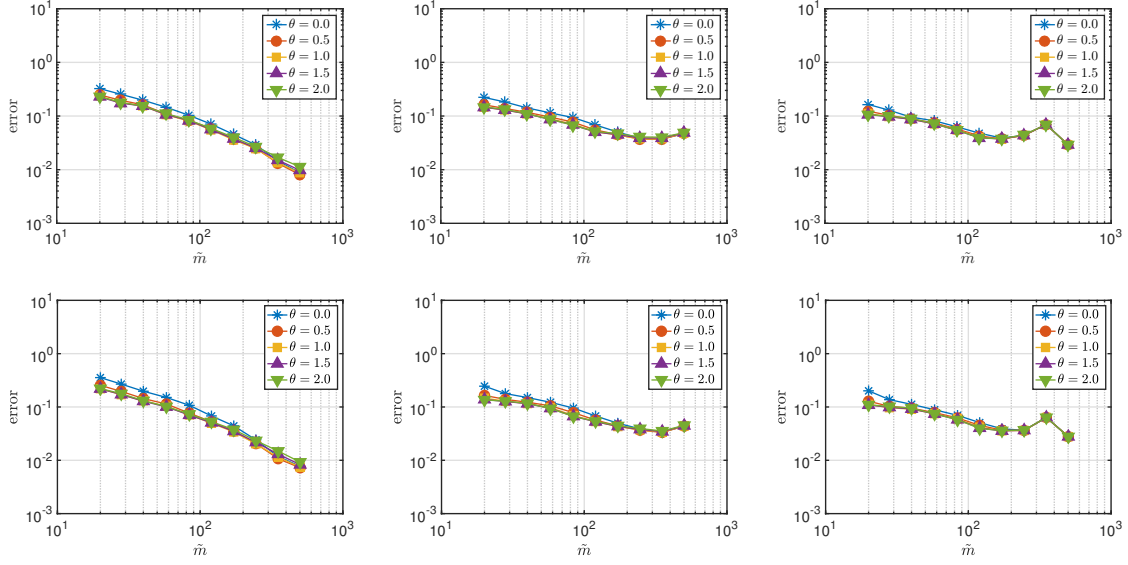 10^1
10^0
10^-1
10^-2
10^-3
error
10^1
10^2
10^3
m̃
θ = 0.0
θ = 0.5
θ = 1.0
θ = 1.5
θ = 2.0
10^1
10^0
10^-1
10^-2
10^-3
error
10^1
10^2
10^3
m̃
θ = 0.0
θ = 0.5
θ = 1.0
θ = 1.5
θ = 2.0
10^1
10^0
10^-1
10^-2
10^-3
error
10^1
10^2
10^3
m̃
θ = 0.0
θ = 0.5
θ = 1.0
θ = 1.5
θ = 2.0
10^1
10^0
10^-1
10^-2
10^-3
error
10^1
10^2
10^3
m̃
θ = 0.0
θ = 0.5
θ = 1.0
θ = 1.5
θ = 2.0
10^1
10^0
10^-1
10^-2
10^-3
error
10^1
10^2
10^3
m̃
θ = 0.0
θ = 0.5
θ = 1.0
θ = 1.5
θ = 2.0
10^1
10^0
10^-1
10^-2
10^-3
error
10^1
10^2
10^3
m̃
θ = 0.0
θ = 0.5
θ = 1.0
θ = 1.5
θ = 2.0